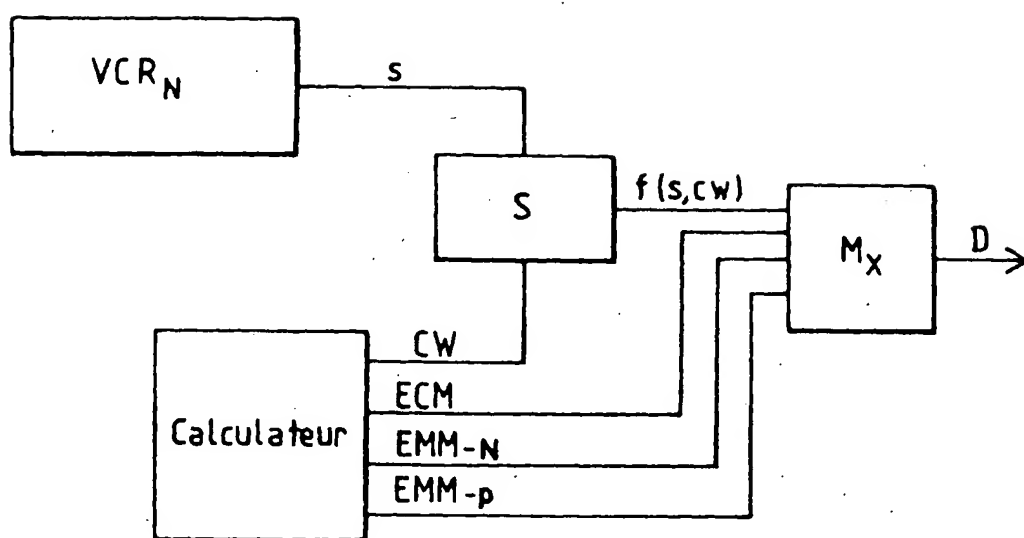 VCR_N
s
S
f(s,cw)
M_X
D
CW
ECM
EMM-N
EMM-p
Calculateur